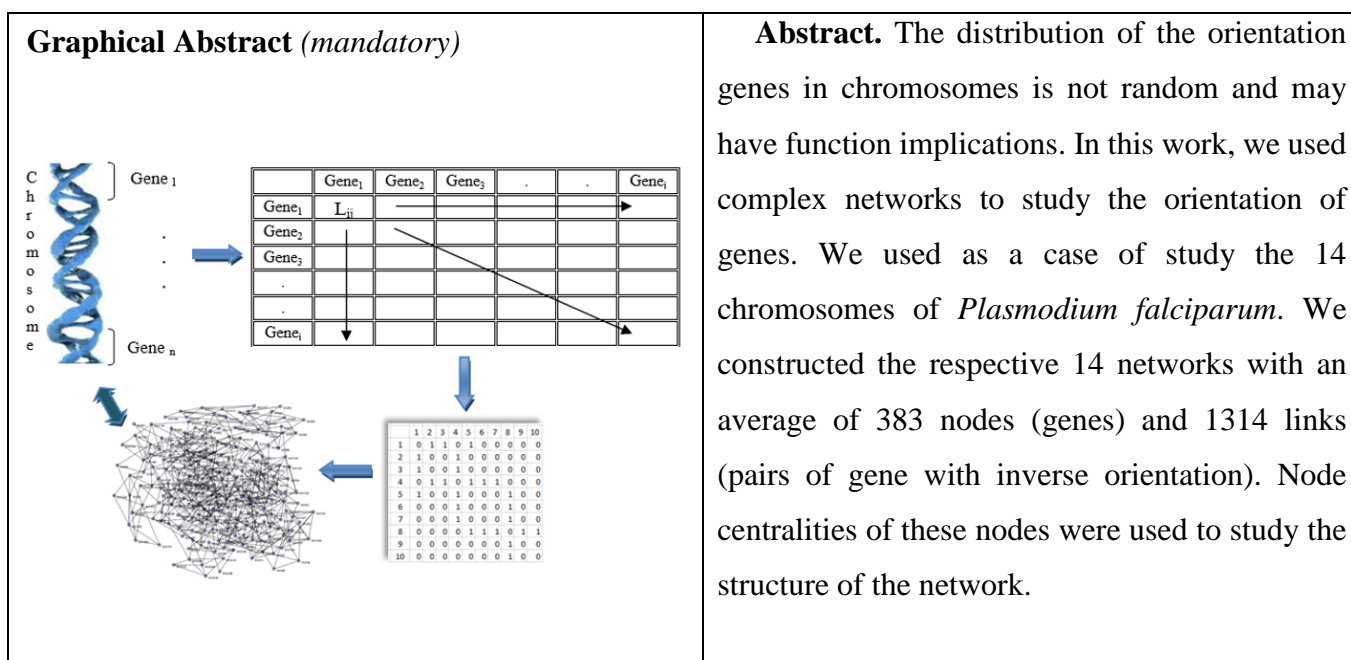 Graphical Abstract (mandatory)
Chromosome
Gene 1
.
.
.
Gene n
Gene1 Gene2 Gene3 . . Genei
Gene1 Lij
Gene2
Gene3
.
.
Genei
1 2 3 4 5 6 7 8 9 10
1 0 1 1 0 1 0 0 0 0 0
2 1 0 0 1 0 0 0 0 0 0
3 1 0 0 1 0 0 0 0 0 0
4 0 1 1 0 1 1 1 0 0 0
5 1 0 0 1 0 0 0 1 0 0
6 0 0 0 1 0 0 0 1 0 0
7 0 0 0 1 0 0 0 1 0 0
8 0 0 0 0 1 1 1 0 1 1
9 0 0 0 0 0 0 0 1 0 0
10 0 0 0 0 0 0 0 1 0 0
Abstract. The distribution of the orientation
genes in chromosomes is not random and may
have function implications. In this work, we used
complex networks to study the orientation of
genes. We used as a case of study the 14
chromosomes of Plasmodium falciparum. We
constructed the respective 14 networks with an
average of 383 nodes (genes) and 1314 links
(pairs of gene with inverse orientation). Node
centralities of these nodes were used to study the
structure of the network.